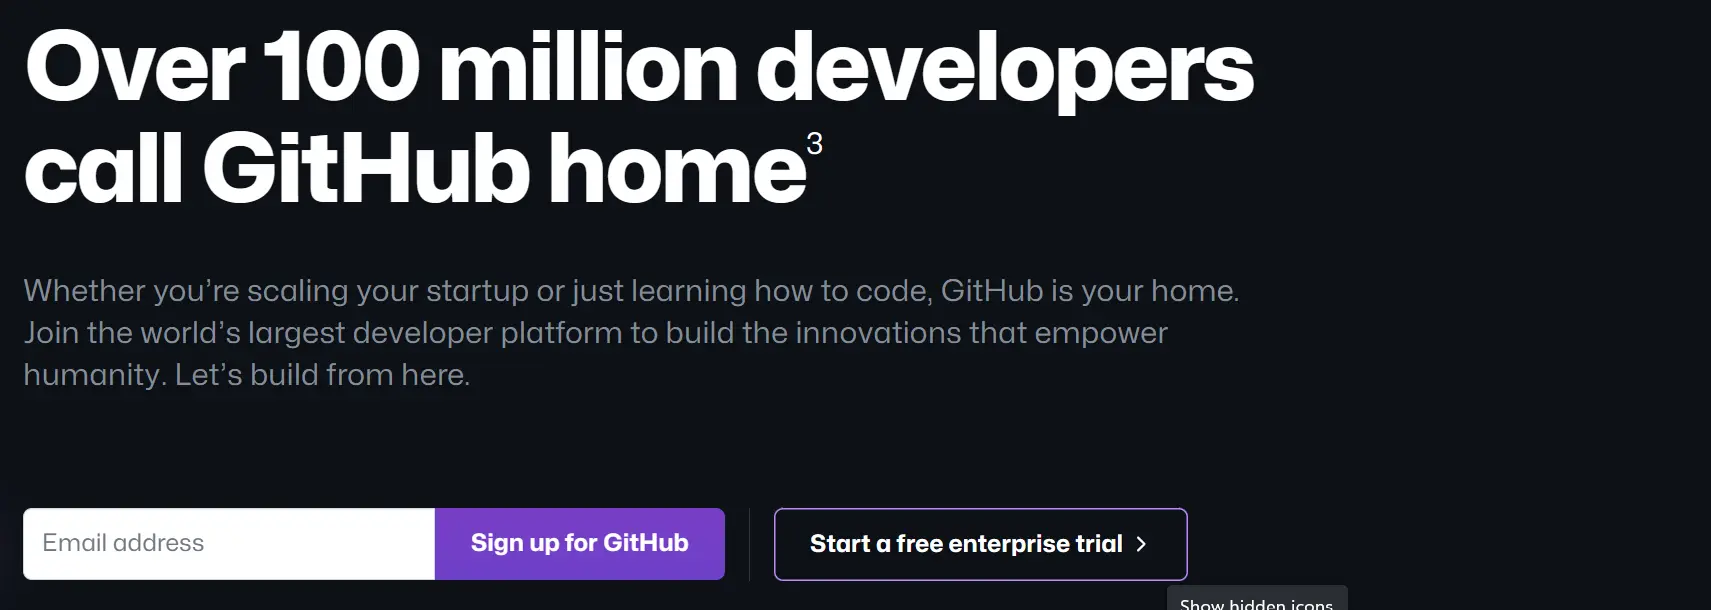 Over 100 million developers
call GitHub home³
Whether you’re scaling your startup or just learning how to code, GitHub is your home.
Join the world’s largest developer platform to build the innovations that empower
humanity. Let’s build from here.
Email address
Sign up for GitHub
Start a free enterprise trial >
Show hidden icons